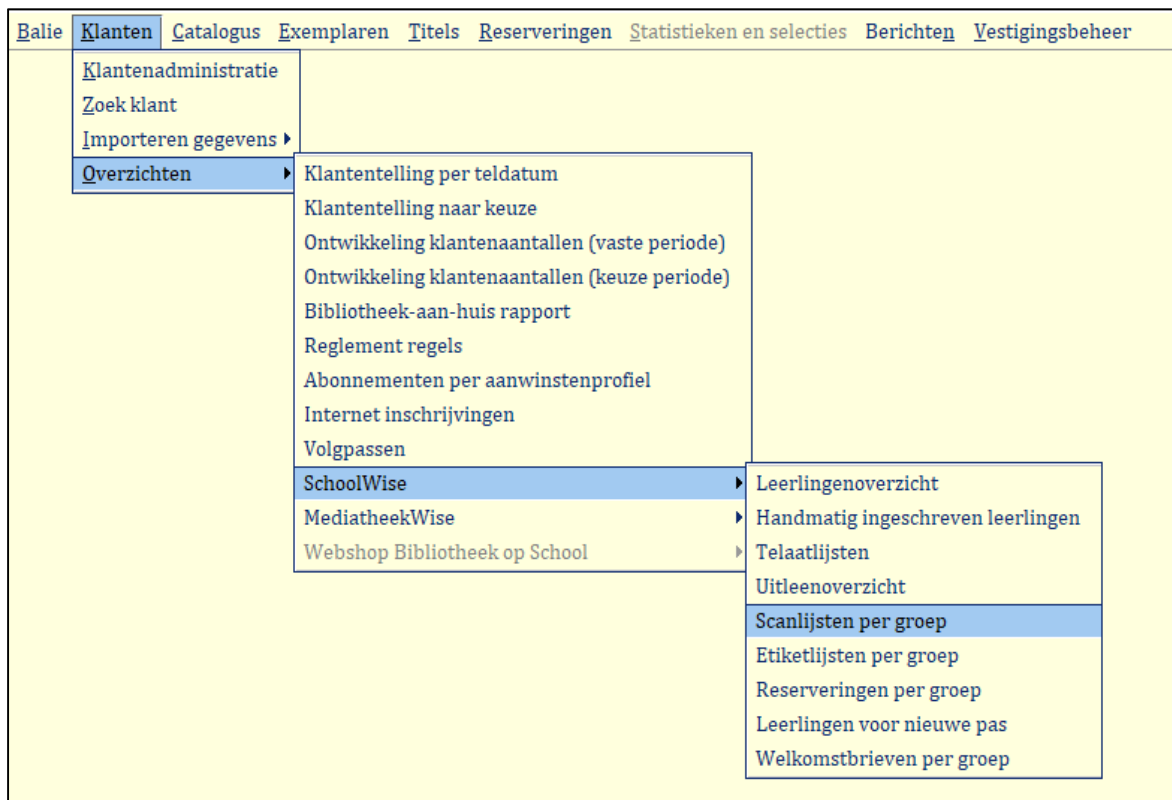 Balie Klanten Catalogus Exemplaren Titels Reserveringen Statistieken en selecties Berichten Vestigingsbeheer
Klantenadministratie
Zoek klant
Importeren gegevens
Overzichten
Klantentelling per teldatum
Klantentelling naar keuze
Ontwikkeling klantenaantallen (vaste periode)
Ontwikkeling klantenaantallen (keuze periode)
Bibliotheek-aan-huis rapport
Reglement regels
Abonnementen per aanwinstenprofiel
Internet inschrijvingen
Volgpassen
SchoolWise
MediatheekWise
Webshop Bibliotheek op School
Leerlingenoverzicht
Handmatig ingeschreven leerlingen
Telaatlijsten
Uitleenoverzicht
Scanlijsten per groep
Etiketlijsten per groep
Reserveringen per groep
Leerlingen voor nieuwe pas
Welkomstbrieven per groep